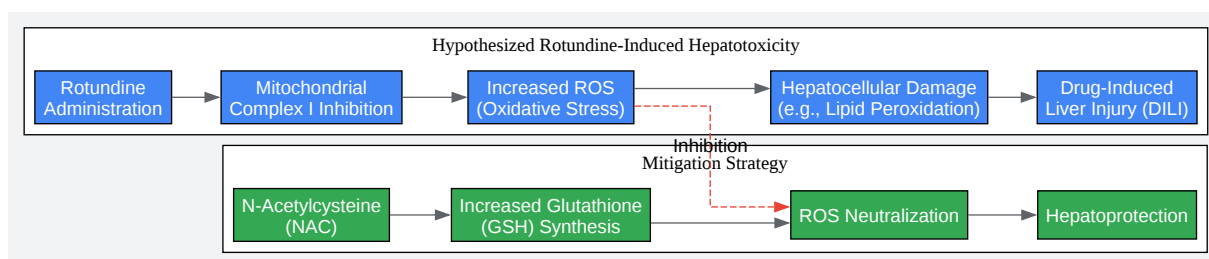 Hypothesized Rotundine-Induced Hepatotoxicity
Rotundine
Administration
Mitochondrial
Complex I Inhibition
Increased ROS
(Oxidative Stress)
Hepatocellular Damage
(e.g., Lipid Peroxidation)
Drug-Induced
Liver Injury (DILI)
Inhibition
Mitigation Strategy
N-Acetylcysteine
(NAC)
Increased Glutathione
(GSH) Synthesis
ROS Neutralization
Hepatoprotection